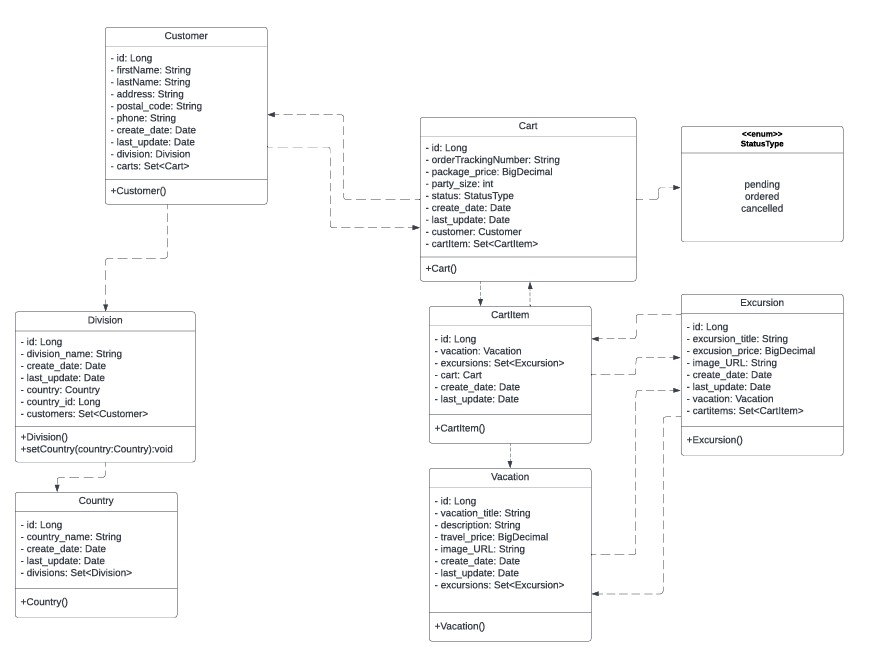 Customer
- id: Long
- firstName: String
- lastName: String
- address: String
- postal_code: String
- phone: String
- create_date: Date
- last_update: Date
- division: Division
- carts: Set<Cart>
+Customer()
Cart
- id: Long
- orderTrackingNumber: String
- package_price: BigDecimal
- party_size: int
- status: StatusType
- create_date: Date
- last_update: Date
- customer: Customer
- cartItem: Set<CartItem>
+Cart()
<<enum>>
StatusType
pending
ordered
cancelled
Division
- id: Long
- division_name: String
- create_date: Date
- last_update: Date
- country: Country
- country_id: Long
- customers: Set<Customer>
+Division()
+setCountry(country:Country):void
CartItem
- id: Long
- vacation: Vacation
- excursions: Set<Excursion>
- cart: Cart
- create_date: Date
- last_update: Date
+CartItem()
Excursion
- id: Long
- excursion_title: String
- excusion_price: BigDecimal
- image_URL: String
- create_date: Date
- last_update: Date
- vacation: Vacation
- cartitems: Set<CartItem>
+Excursion()
Country
- id: Long
- country_name: String
- create_date: Date
- last_update: Date
- divisions: Set<Division>
+Country()
Vacation
- id: Long
- vacation_title: String
- description: String
- travel_price: BigDecimal
- image_URL: String
- create_date: Date
- last_update: Date
- excursions: Set<Excursion>
+Vacation()